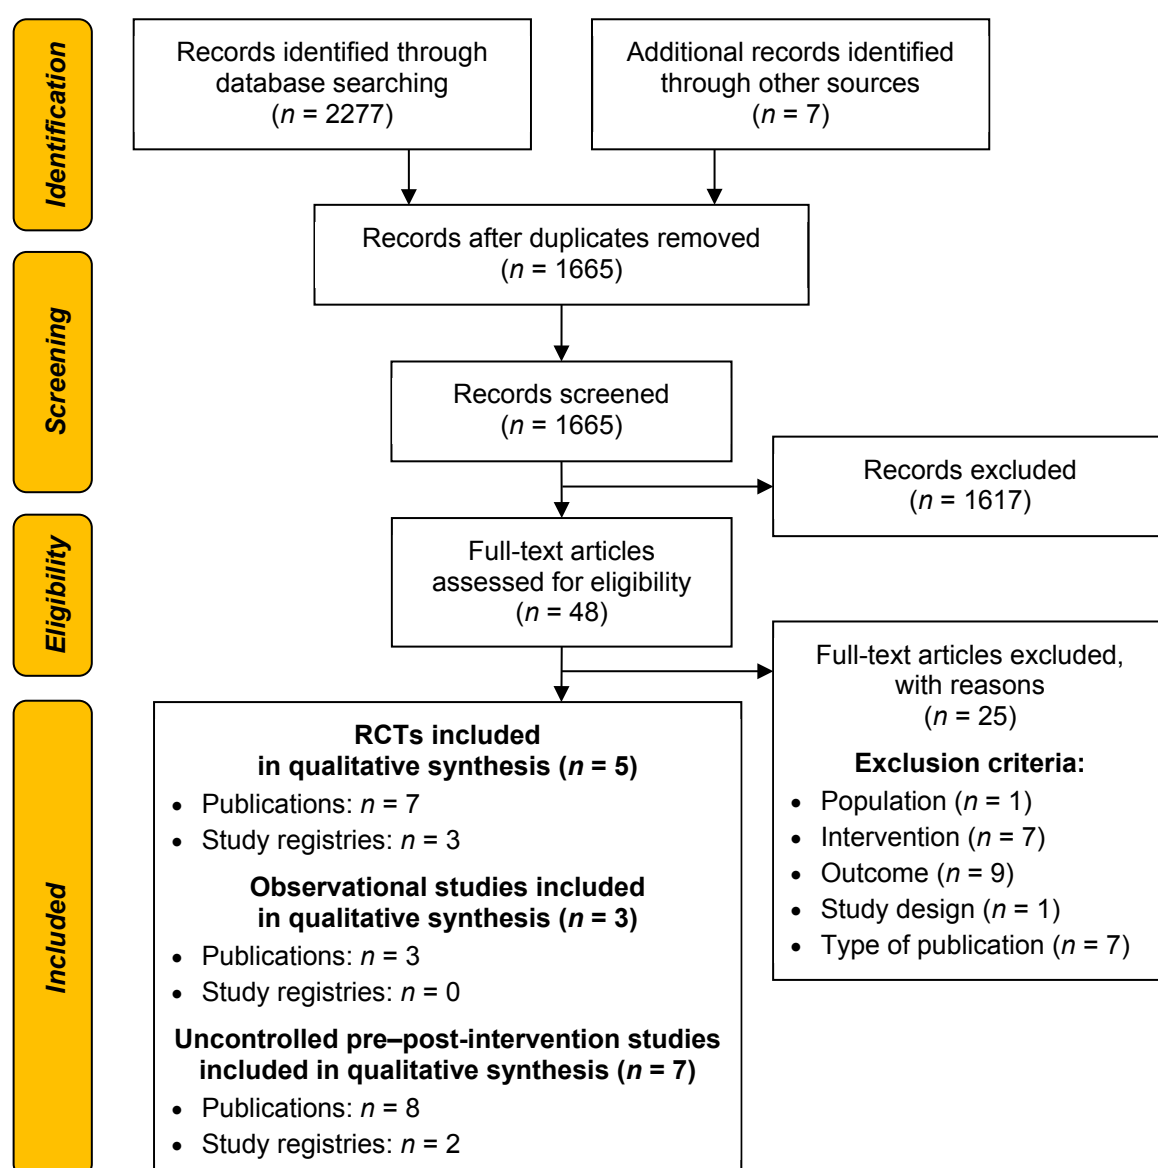 Identification
Records identified through
database searching
(n = 2277)
Additional records identified
through other sources
(n = 7)
Records after duplicates removed
(n = 1665)
Screening
Records screened
(n = 1665)
Records excluded
(n = 1617)
Eligibility
Full-text articles
assessed for eligibility
(n = 48)
Full-text articles excluded,
with reasons
(n = 25)
Exclusion criteria:
• Population (n = 1)
• Intervention (n = 7)
• Outcome (n = 9)
• Study design (n = 1)
• Type of publication (n = 7)
Included
RCTs included
in qualitative synthesis (n = 5)
• Publications: n = 7
• Study registries: n = 3
Observational studies included
in qualitative synthesis (n = 3)
• Publications: n = 3
• Study registries: n = 0
Uncontrolled pre–post-intervention studies
included in qualitative synthesis (n = 7)
• Publications: n = 8
• Study registries: n = 2